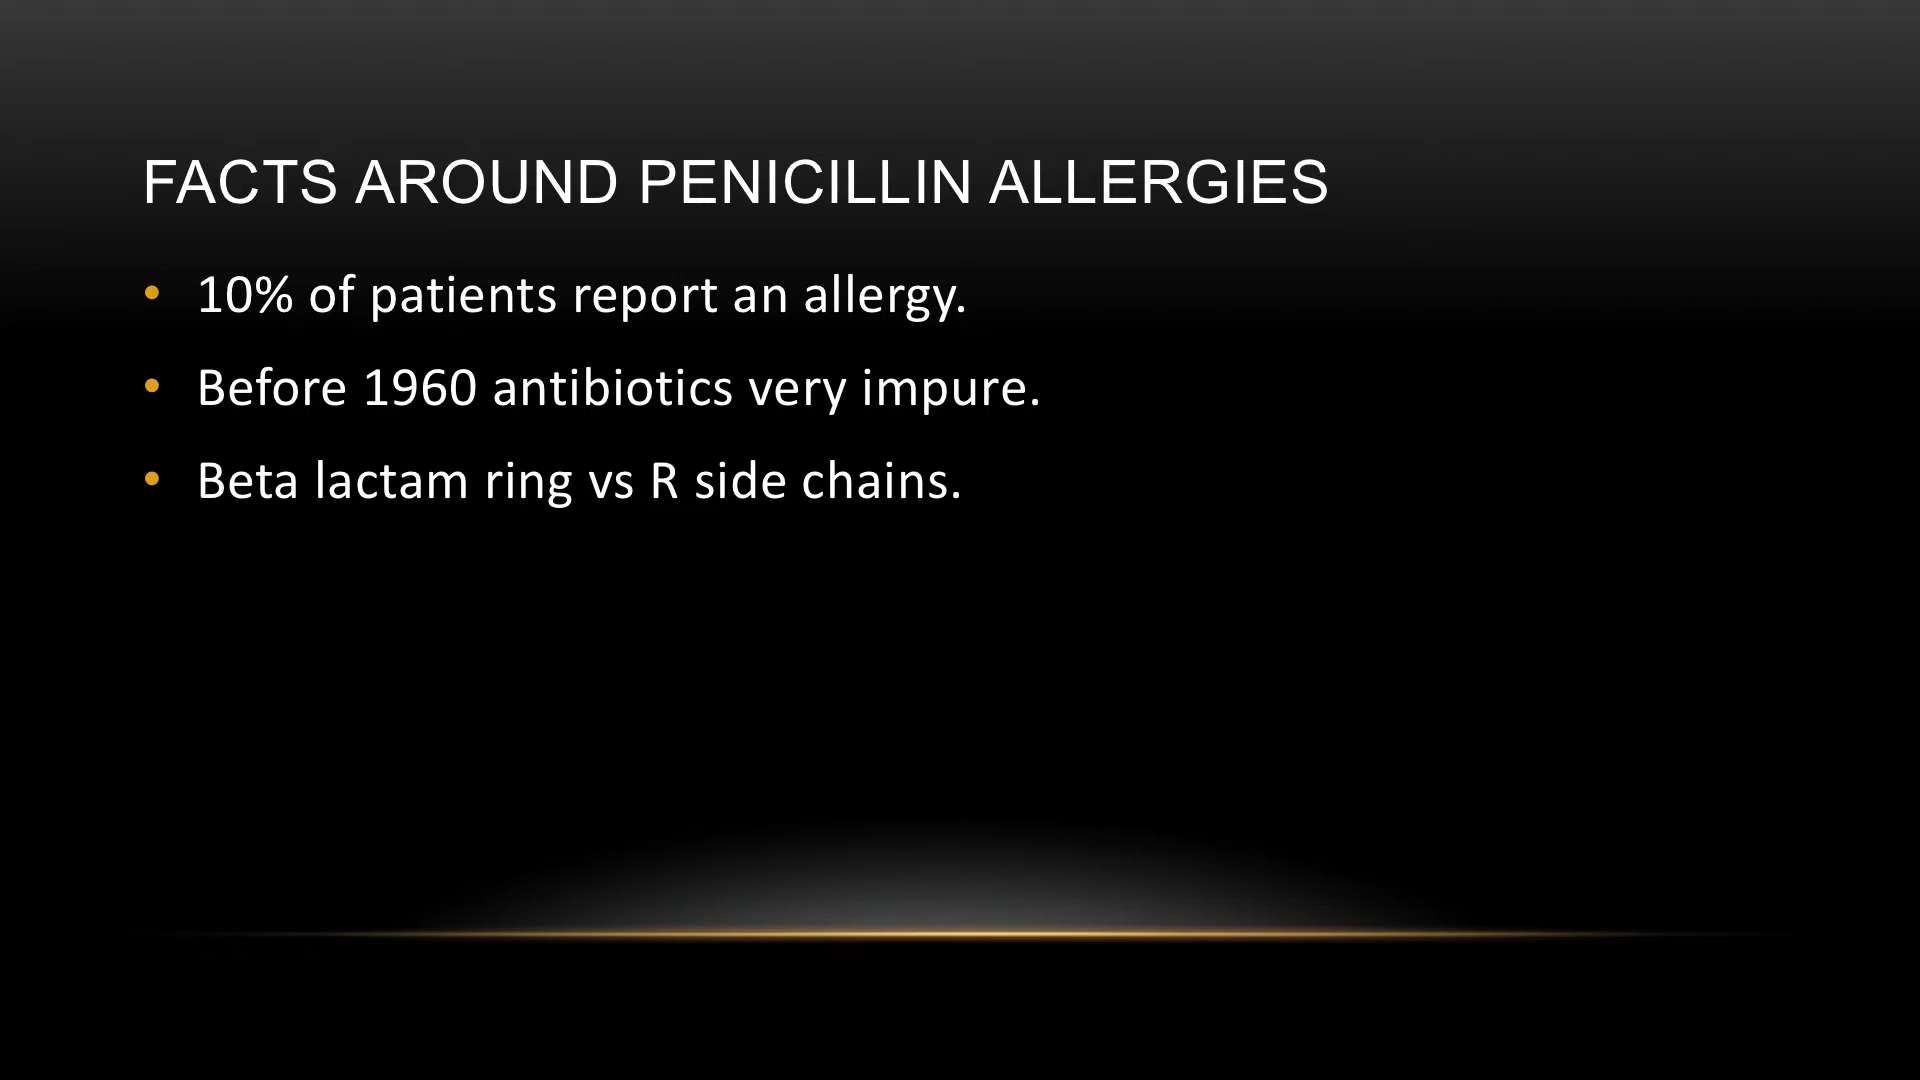 FACTS AROUND PENICILLIN ALLERGIES
• 10% of patients report an allergy.
• Before 1960 antibiotics very impure.
• Beta lactam ring vs R side chains.